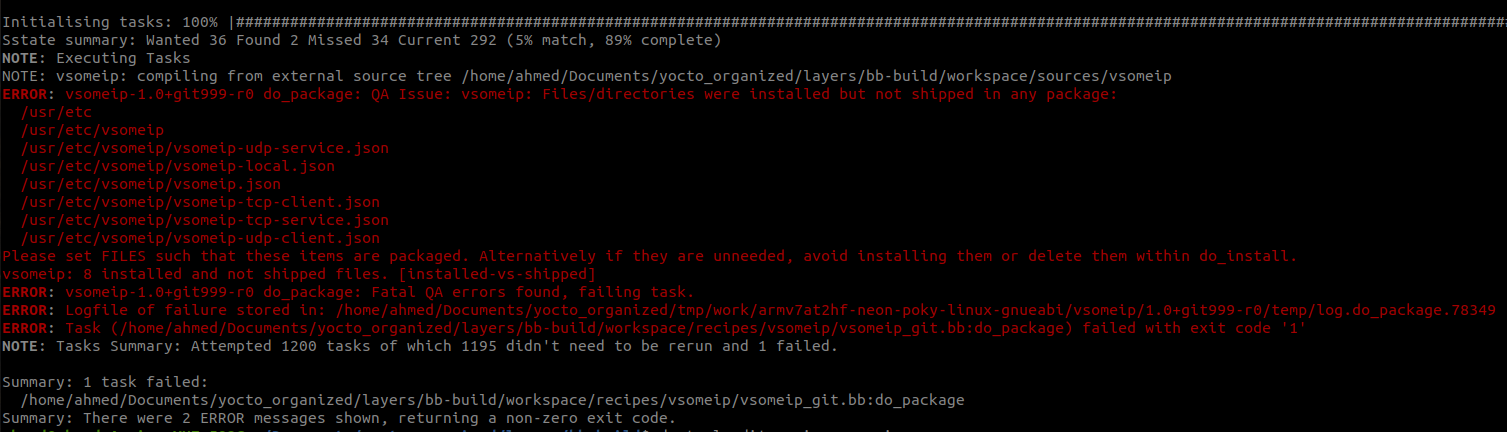 Initialising tasks: 100% |############################################################################################################################################
Sstate summary: Wanted 36 Found 2 Missed 34 Current 292 (5% match, 89% complete)
NOTE: Executing Tasks
NOTE: vsomeip: compiling from external source tree /home/ahmed/Documents/yocto_organized/layers/bb-build/workspace/sources/vsomeip
ERROR: vsomeip-1.0+git999-r0 do_package: QA Issue: vsomeip: Files/directories were installed but not shipped in any package:
  /usr/etc
  /usr/etc/vsomeip
  /usr/etc/vsomeip/vsomeip-udp-service.json
  /usr/etc/vsomeip/vsomeip-local.json
  /usr/etc/vsomeip/vsomeip.json
  /usr/etc/vsomeip/vsomeip-tcp-client.json
  /usr/etc/vsomeip/vsomeip-tcp-service.json
  /usr/etc/vsomeip/vsomeip-udp-client.json
Please set FILES such that these items are packaged. Alternatively if they are unneeded, avoid installing them or delete them within do_install.
vsomeip: 8 installed and not shipped files. [installed-vs-shipped]
ERROR: vsomeip-1.0+git999-r0 do_package: Fatal QA errors found, failing task.
ERROR: Logfile of failure stored in: /home/ahmed/Documents/yocto_organized/tmp/work/armv7at2hf-neon-poky-linux-gnueabi/vsomeip/1.0+git999-r0/temp/log.do_package.78349
ERROR: Task (/home/ahmed/Documents/yocto_organized/layers/bb-build/workspace/recipes/vsomeip/vsomeip_git.bb:do_package) failed with exit code '1'
NOTE: Tasks Summary: Attempted 1200 tasks of which 1195 didn't need to be rerun and 1 failed.
Summary: 1 task failed:
  /home/ahmed/Documents/yocto_organized/layers/bb-build/workspace/recipes/vsomeip/vsomeip_git.bb:do_package
Summary: There were 2 ERROR messages shown, returning a non-zero exit code.